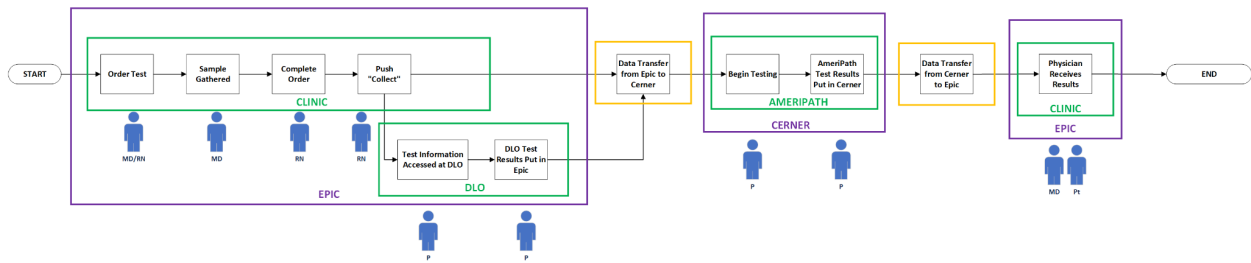 START
Order Test
Sample
Gathered
Complete
Order
Push
"Collect"
CLINIC
MD/RN
MD
RN
RN
Test Information
Accessed at DLO
DLO Test
Results Put in
Epic
DLO
EPIC
P
P
Data Transfer
from Epic to
Cerner
Begin Testing
AmeriPath
Test Results
Put in Cerner
AMERIPATH
CERNER
P
P
Data Transfer
from Cerner
to Epic
Physician
Receives
Results
CLINIC
EPIC
MD
Pt
END